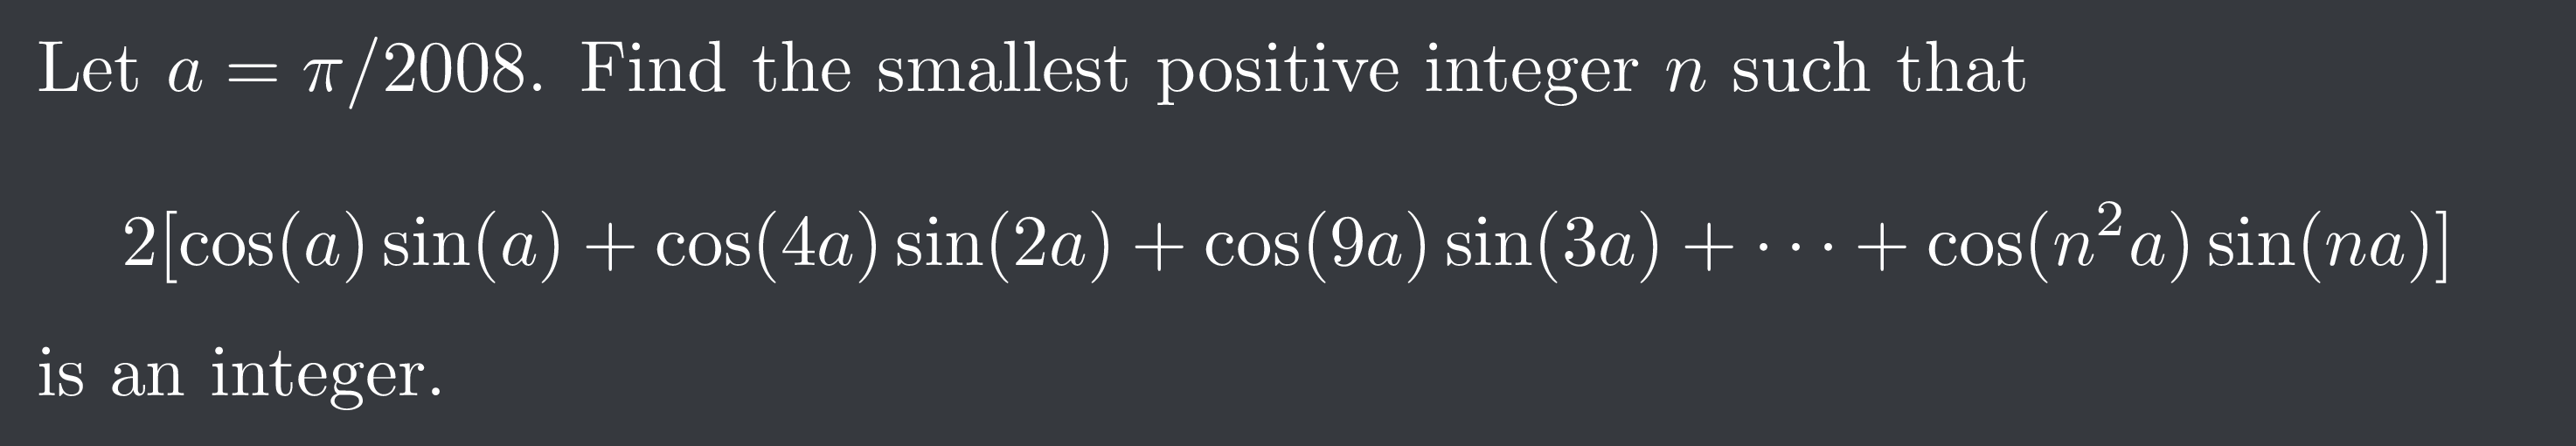 Let a = π/2008. Find the smallest positive integer n such that
2[cos(a) sin(a) + cos(4a) sin(2a) + cos(9a) sin(3a) + ⋯ + cos(n²a) sin(na)]
is an integer.